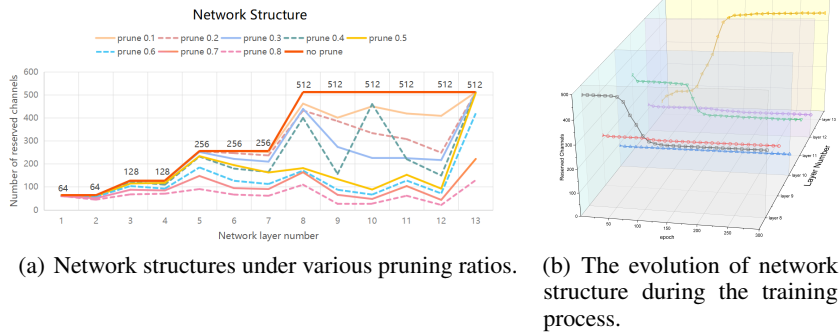 Network Structure
prune 0.1 prune 0.2 prune 0.3 prune 0.4 prune 0.5
prune 0.6 prune 0.7 prune 0.8 no prune
Number of reserved channels
600
500
400
300
200
100
0
64 64 128 128 256 256 256 512 512 512 512 512 512
1 2 3 4 5 6 7 8 9 10 11 12 13
Network layer number
(a) Network structures under various pruning ratios.
Reserved Channels
400
300
200
100
0
50 100 150 200 250 300
epoch
layer 8
layer 9
layer 10
layer 11
layer 12
layer 13
Layer Number
(b) The evolution of network
structure during the training
process.